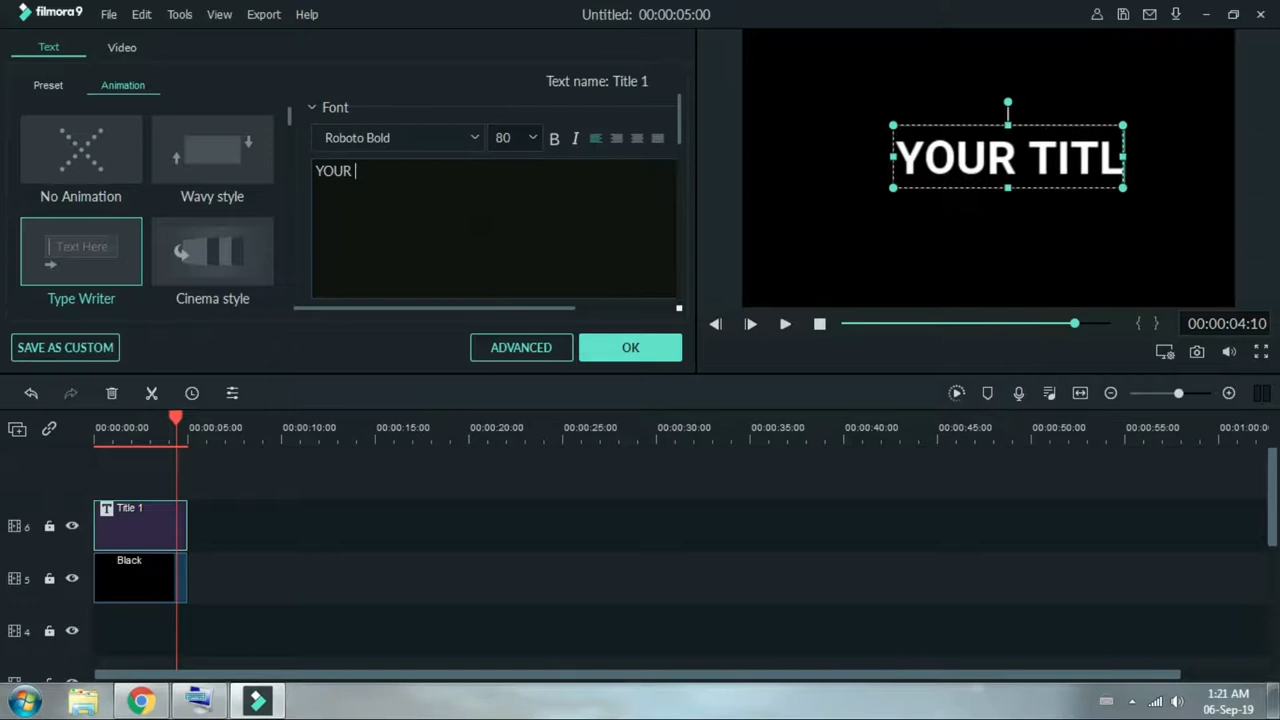 filmora9 File Edit Tools View Export Help Untitled: 00:00:05:00
Text Video
Preset Animation Text name: Title 1
Font
Roboto Bold 80 B I
YOUR
No Animation Wavy style
Text Here
Type Writer Cinema style
SAVE AS CUSTOM ADVANCED OK
YOUR TITL
00:00:04:10
00:00:00:00 00:00:05:00 00:00:10:00 00:00:15:00 00:00:20:00 00:00:25:00 00:00:30:00 00:00:35:00 00:00:40:00 00:00:45:00 00:00:50:00 00:00:55:00 00:01:00:0
6 T Title 1
Black
5
4
1:21 AM
06-Sep-19